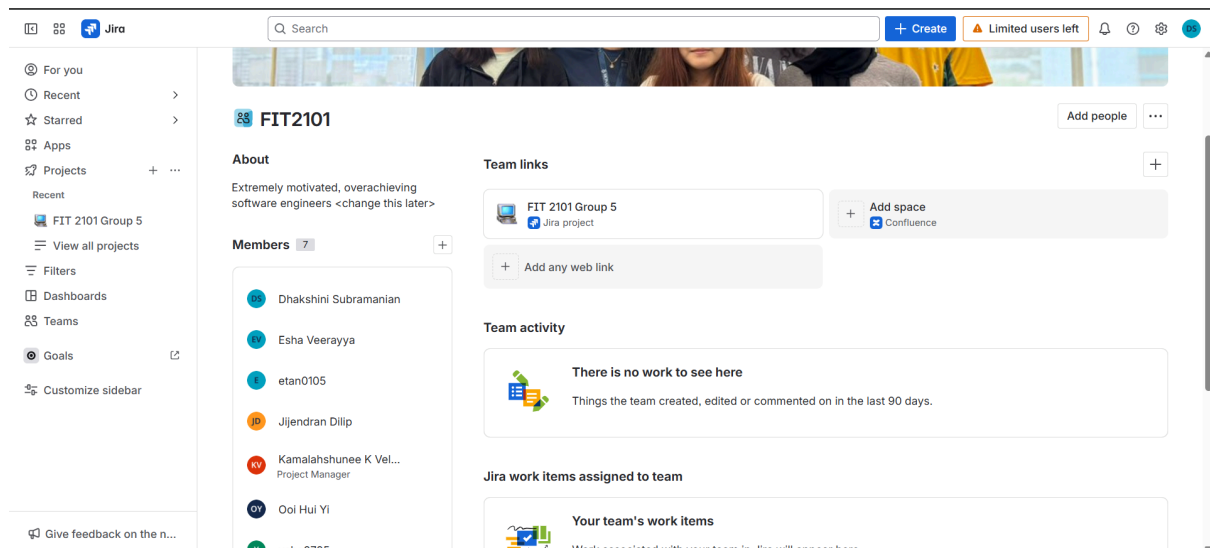 Jira
Search
+ Create
Limited users left
DS
For you
Recent
Starred
Apps
Projects
Recent
FIT 2101 Group 5
View all projects
Filters
Dashboards
Teams
Goals
Customize sidebar
Give feedback on the n...
FIT2101
Add people
About
Extremely motivated, overachieving
software engineers <change this later>
Members 7
DS Dhakshini Subramanian
EV Esha Veerayya
E etan0105
JD Jijendran Dilip
KV Kamalahshunee K Vel...
Project Manager
OY Ooi Hui Yi
Team links
FIT 2101 Group 5
Jira project
Add space
Confluence
Add any web link
Team activity
There is no work to see here
Things the team created, edited or commented on in the last 90 days.
Jira work items assigned to team
Your team's work items